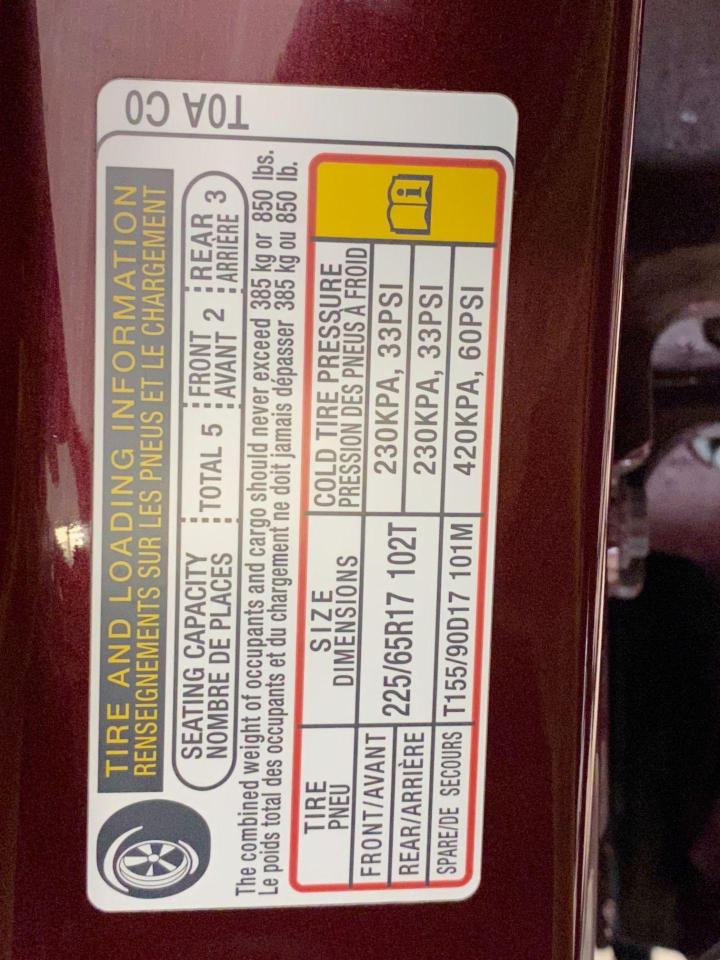 T0A C0
TIRE AND LOADING INFORMATION
RENSEIGNEMENTS SUR LES PNEUS ET LE CHARGEMENT
SEATING CAPACITY
NOMBRE DE PLACES
TOTAL 5
FRONT
AVANT 2
REAR
ARRIÈRE 3
The combined weight of occupants and cargo should never exceed 385 kg or 850 lbs.
Le poids total des occupants et du chargement ne doit jamais dépasser 385 kg ou 850 lb.
TIRE
PNEU
SIZE
DIMENSIONS
COLD TIRE PRESSURE
PRESSION DES PNEUS À FROID
FRONT/AVANT
225/65R17 102T
230KPA, 33PSI
REAR/ARRIÈRE
230KPA, 33PSI
SPARE/DE SECOURS
T155/90D17 101M
420KPA, 60PSI